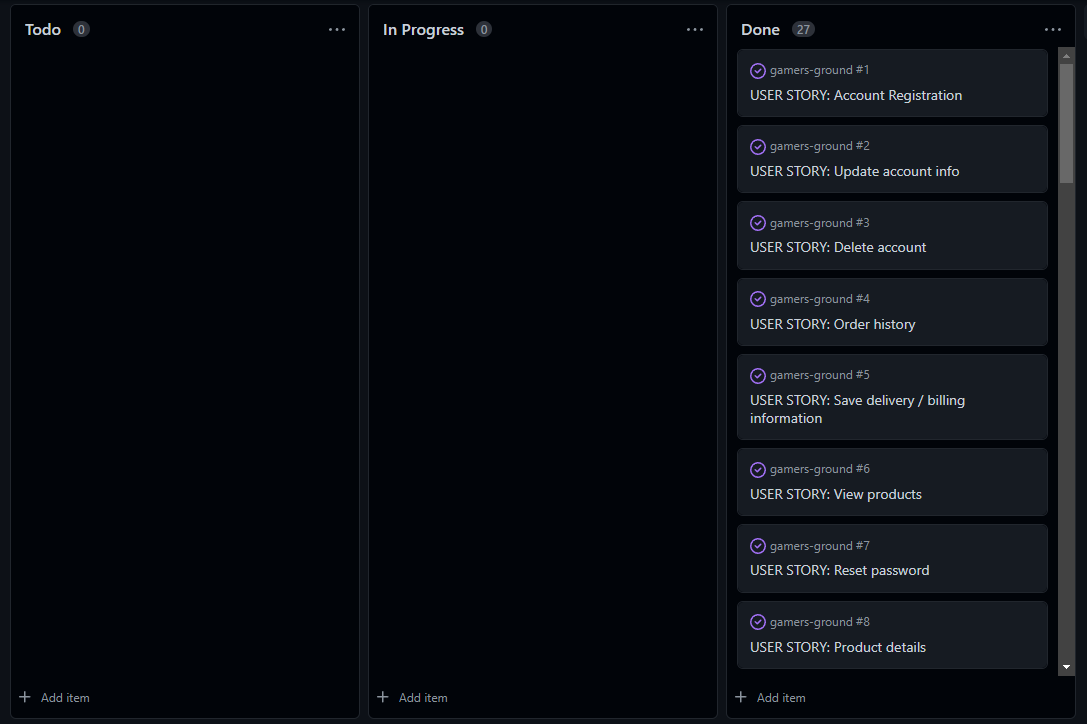 Todo 0
In Progress 0
Done 27
gamers-ground #1
USER STORY: Account Registration
gamers-ground #2
USER STORY: Update account info
gamers-ground #3
USER STORY: Delete account
gamers-ground #4
USER STORY: Order history
gamers-ground #5
USER STORY: Save delivery / billing
information
gamers-ground #6
USER STORY: View products
gamers-ground #7
USER STORY: Reset password
gamers-ground #8
USER STORY: Product details
+ Add item
+ Add item
+ Add item